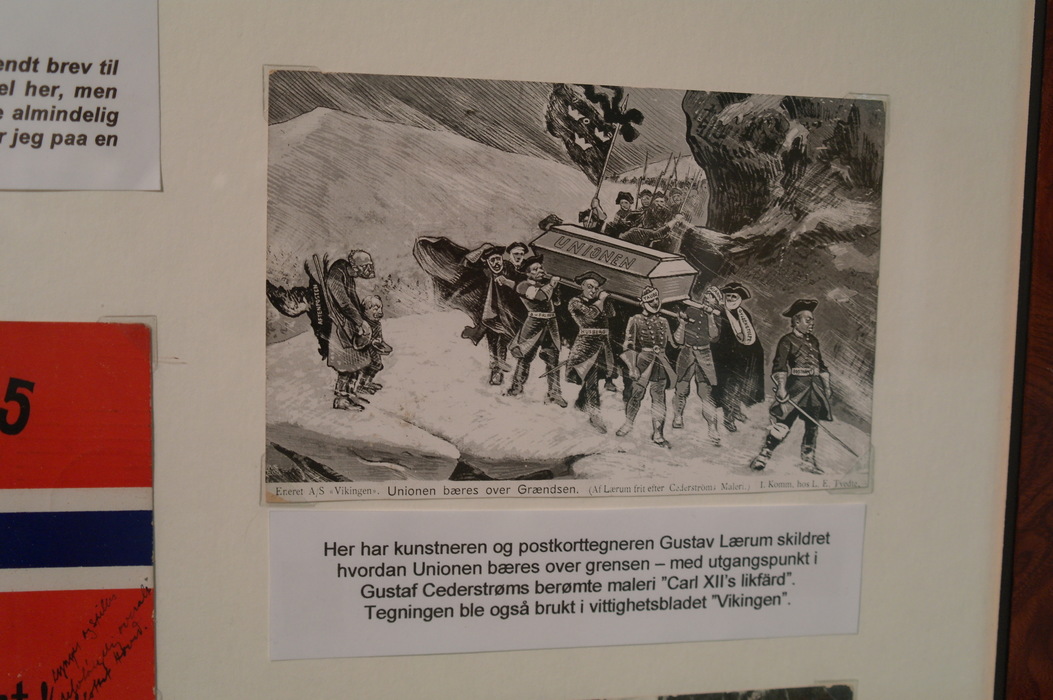 endt brev til
el her, men
e almindelig
r jeg paa en
5
UNIONEN
AFTENPOSTEN
Eneret A/S «Vikingen». Unionen bæres over Grændsen. (Af Lærum frit efter Cederströms Maleri.) I. Komm. hos L. E. Tvedte.
Her har kunstneren og postkorttegneren Gustav Lærum skildret
hvordan Unionen bæres over grensen – med utgangspunkt i
Gustaf Cederstrøms berømte maleri "Carl XII's likfärd".
Tegningen ble også brukt i vittighetsbladet "Vikingen".